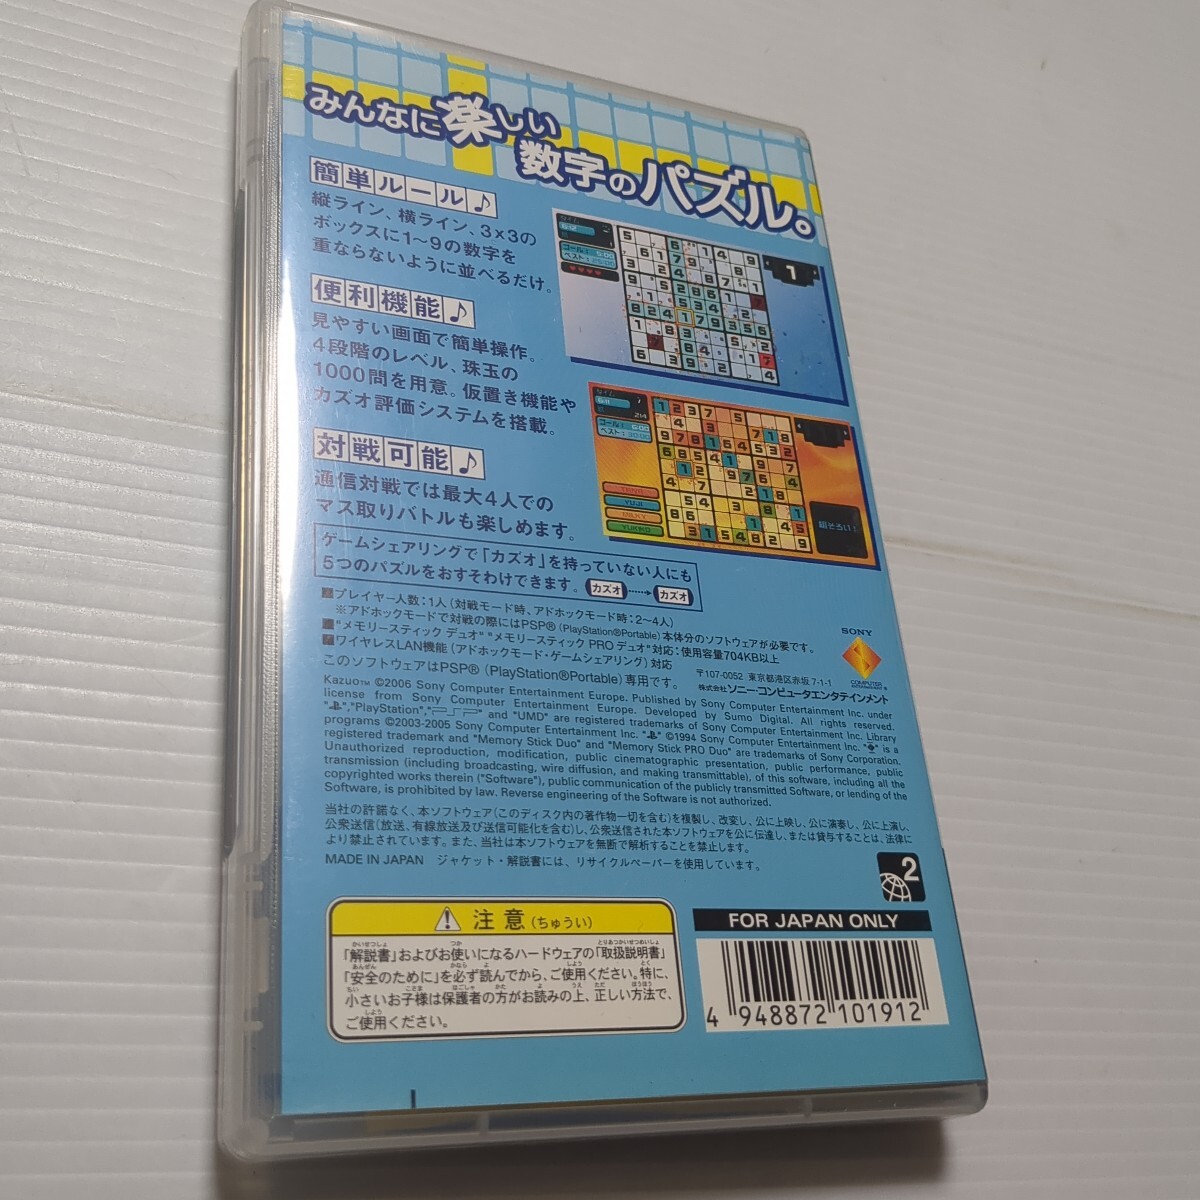 みんなに楽しい
数字のパズル。
簡単ルール♪
縦ライン、横ライン、3×3の
ボックスに1〜9の数字を
重ならないように並べるだけ。
便利機能♪
見やすい画面で簡単操作。
4段階のレベル、珠玉の
1000問を用意。仮置き機能や
カズオ評価システムを搭載。
対戦可能♪
通信対戦では最大4人での
マス取りバトルも楽しめます。
ゲームシェアリングで「カズオ」を持っていない人にも
5つのパズルをおすそわけできます。 カズオ……▶カズオ
プレイヤー人数：1人（対戦モード時、アドホックモード時：2〜4人）
※アドホックモードで対戦の際にはPSP®（PlayStation®Portable）本体分のソフトウェアが必要です。
"メモリースティック デュオ" "メモリースティック PRO デュオ"対応：使用容量704KB以上
ワイヤレスLAN機能（アドホックモード・ゲームシェアリング）対応
このソフトウェアはPSP®（PlayStation®Portable）専用です。
SONY
COMPUTER
〒107-0052 東京都港区赤坂 7-1-1
株式会社ソニー・コンピュータエンタテインメント
Kazuo™ ©2006 Sony Computer Entertainment Europe. Published by Sony Computer Entertainment Inc. under
license from Sony Computer Entertainment Europe. Developed by Sumo Digital. All rights reserved.
"PlayStation", "PSP" and "UMD" are registered trademarks of Sony Computer Entertainment Inc. Library
programs ©2003-2005 Sony Computer Entertainment Inc. ©1994 Sony Computer Entertainment Inc. is a
registered trademark and "Memory Stick Duo" and "Memory Stick PRO Duo" are trademarks of Sony Corporation.
Unauthorized reproduction, modification, public cinematographic presentation, public performance, public
transmission (including broadcasting, wire diffusion, and making transmittable), of this software, including all the
copyrighted works therein ("Software"), public communication of the publicly transmitted Software, or lending of the
Software, is prohibited by law. Reverse engineering of the Software is not authorized.
当社の許諾なく、本ソフトウェア（このディスク内の著作物一切を含む）を複製し、改変し、公に上映し、公に演奏し、公に上演し、
公衆送信（放送、有線放送及び送信可能化を含む）し、公衆送信された本ソフトウェアを公に伝達し、または貸与することは、法律に
より禁止されています。また、当社は本ソフトウェアを無断で解析することを禁止します。
MADE IN JAPAN ジャケット・解説書には、リサイクルペーパーを使用しています。
2
注意（ちゅうい）
「解説書」およびお使いになるハードウェアの「取扱説明書」
「安全のために」を必ず読んでから、ご使用ください。特に、
小さいお子様は保護者の方がお読みの上、正しい方法で、
ご使用ください。
FOR JAPAN ONLY
4 948872 101912